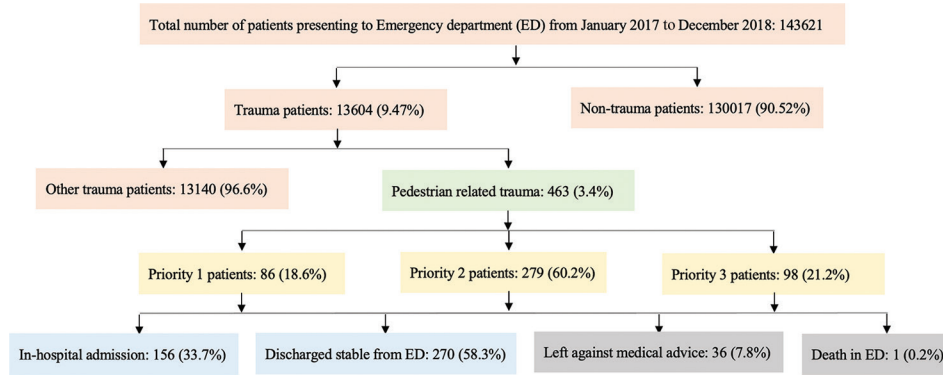 Total number of patients presenting to Emergency department (ED) from January 2017 to December 2018: 143621
Trauma patients: 13604 (9.47%)
Non-trauma patients: 130017 (90.52%)
Other trauma patients: 13140 (96.6%)
Pedestrian related trauma: 463 (3.4%)
Priority 1 patients: 86 (18.6%)
Priority 2 patients: 279 (60.2%)
Priority 3 patients: 98 (21.2%)
In-hospital admission: 156 (33.7%)
Discharged stable from ED: 270 (58.3%)
Left against medical advice: 36 (7.8%)
Death in ED: 1 (0.2%)